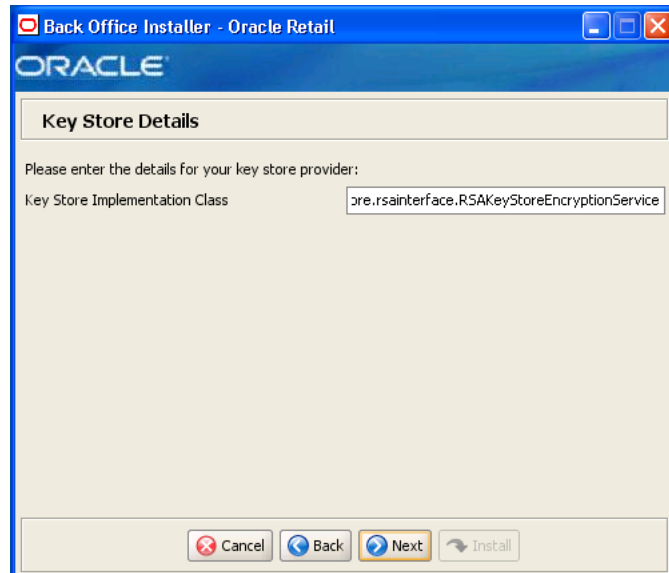 Back Office Installer - Oracle Retail
ORACLE
Key Store Details
Please enter the details for your key store provider:
Key Store Implementation Class
ore.rsainterface.RSAKeyStoreEncryptionService
Cancel
Back
Next
Install